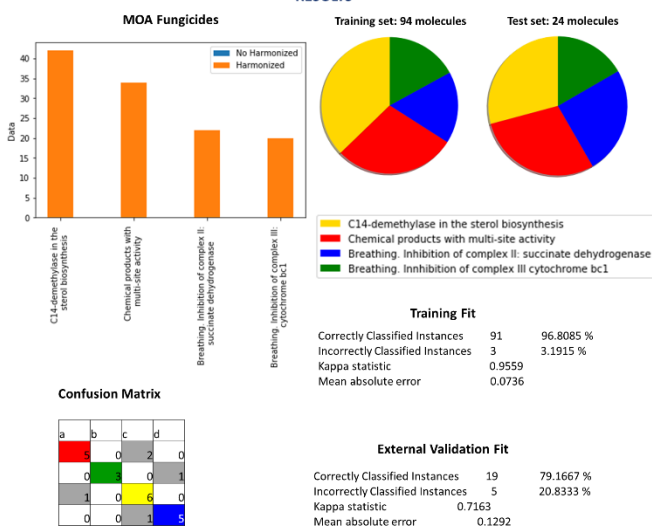 RESULTS
MOA Fungicides
Training set: 94 molecules
Test set: 24 molecules
No Harmonized
Harmonized
Data
40
35
30
25
20
15
10
5
0
C14-demethylase in the
sterol biosynthesis
Chemical products with
multi-site activity
Breathing. Inhibition of complex II:
succinate dehydrogenase
Breathing. Inhibition of complex III:
cytochrome bc1
C14-demethylase in the sterol biosynthesis
Chemical products with multi-site activity
Breathing. Inhibition of complex II: succinate dehydrogenase
Breathing. Innhibition of complex III cytochrome bc1
Training Fit
Correctly Classified Instances 91 96.8085 %
Incorrectly Classified Instances 3 3.1915 %
Kappa statistic 0.9559
Mean absolute error 0.0736
Confusion Matrix
a b c d
5 0 2 0
0 3 0 1
1 0 6 0
0 0 1 5
External Validation Fit
Correctly Classified Instances 19 79.1667 %
Incorrectly Classified Instances 5 20.8333 %
Kappa statistic 0.7163
Mean absolute error 0.1292